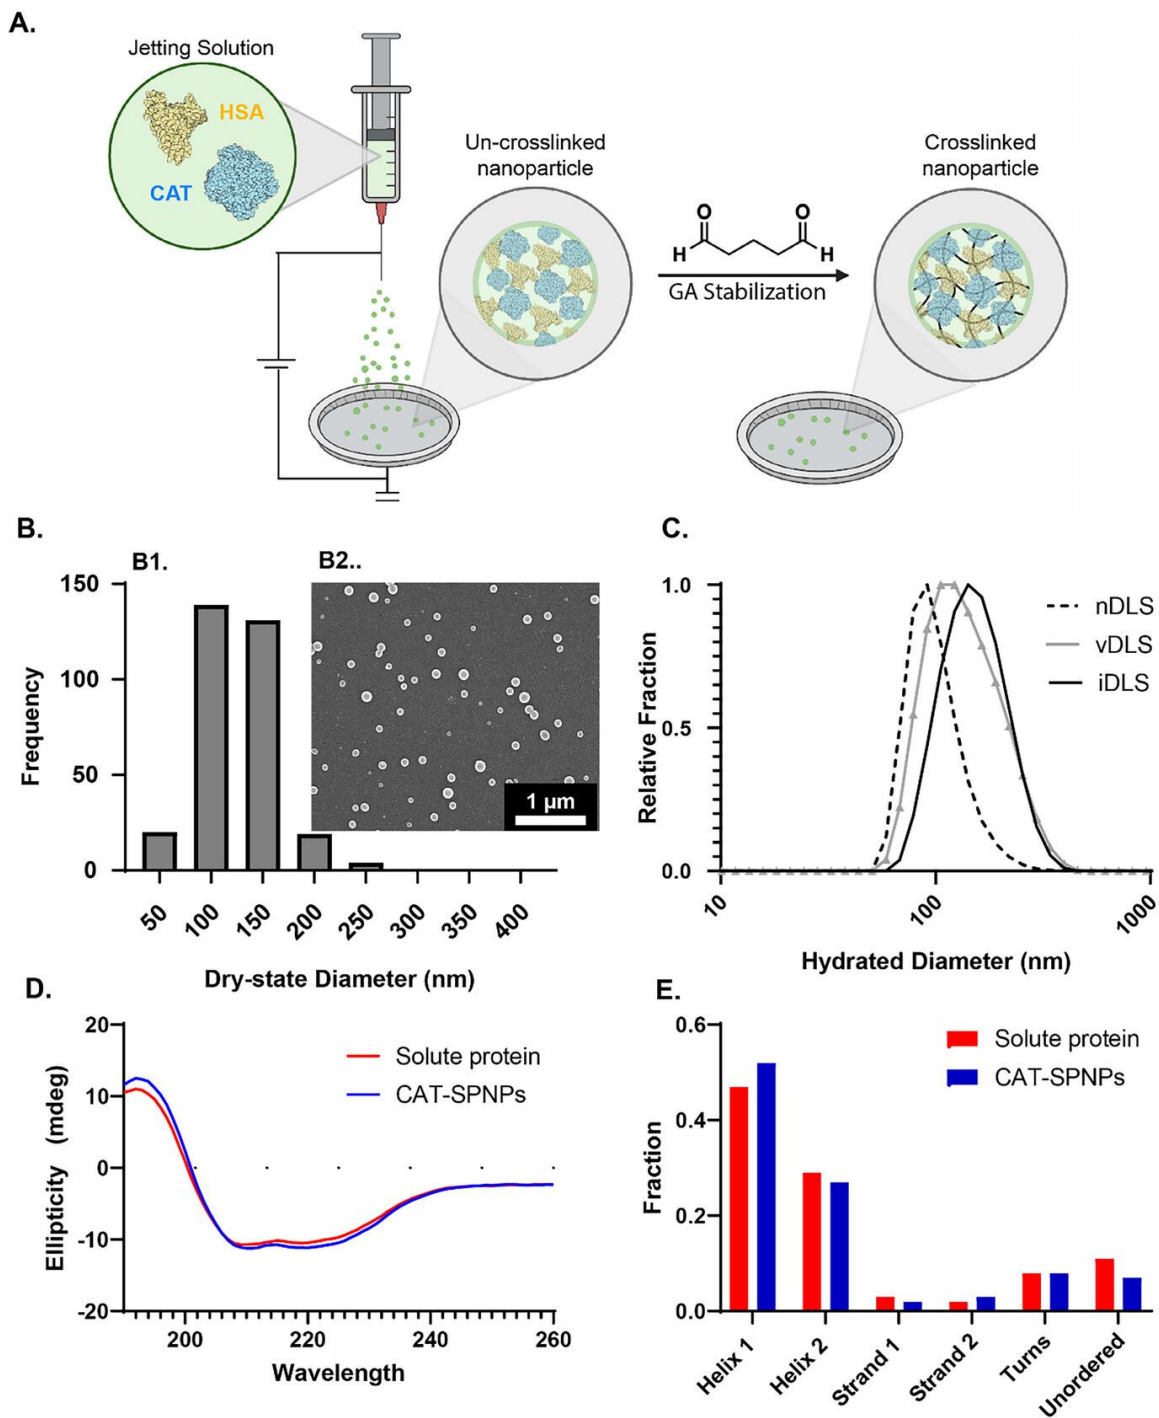 A.
Jetting Solution
HSA
CAT
Un-crosslinked
nanoparticle
O
O
H
H
GA Stabilization
Crosslinked
nanoparticle
B.
B1.
B2..
150
100
50
0
Frequency
1 µm
50
100
150
200
250
300
350
400
Dry-state Diameter (nm)
C.
1.0
0.5
0.0
Relative Fraction
nDLS
vDLS
iDLS
10
100
1000
Hydrated Diameter (nm)
D.
20
10
0
-10
-20
Ellipticity (mdeg)
Solute protein
CAT-SPNPs
200
220
240
260
Wavelength
E.
0.6
0.4
0.2
0.0
Fraction
Solute protein
CAT-SPNPs
Helix 1
Helix 2
Strand 1
Strand 2
Turns
Unordered